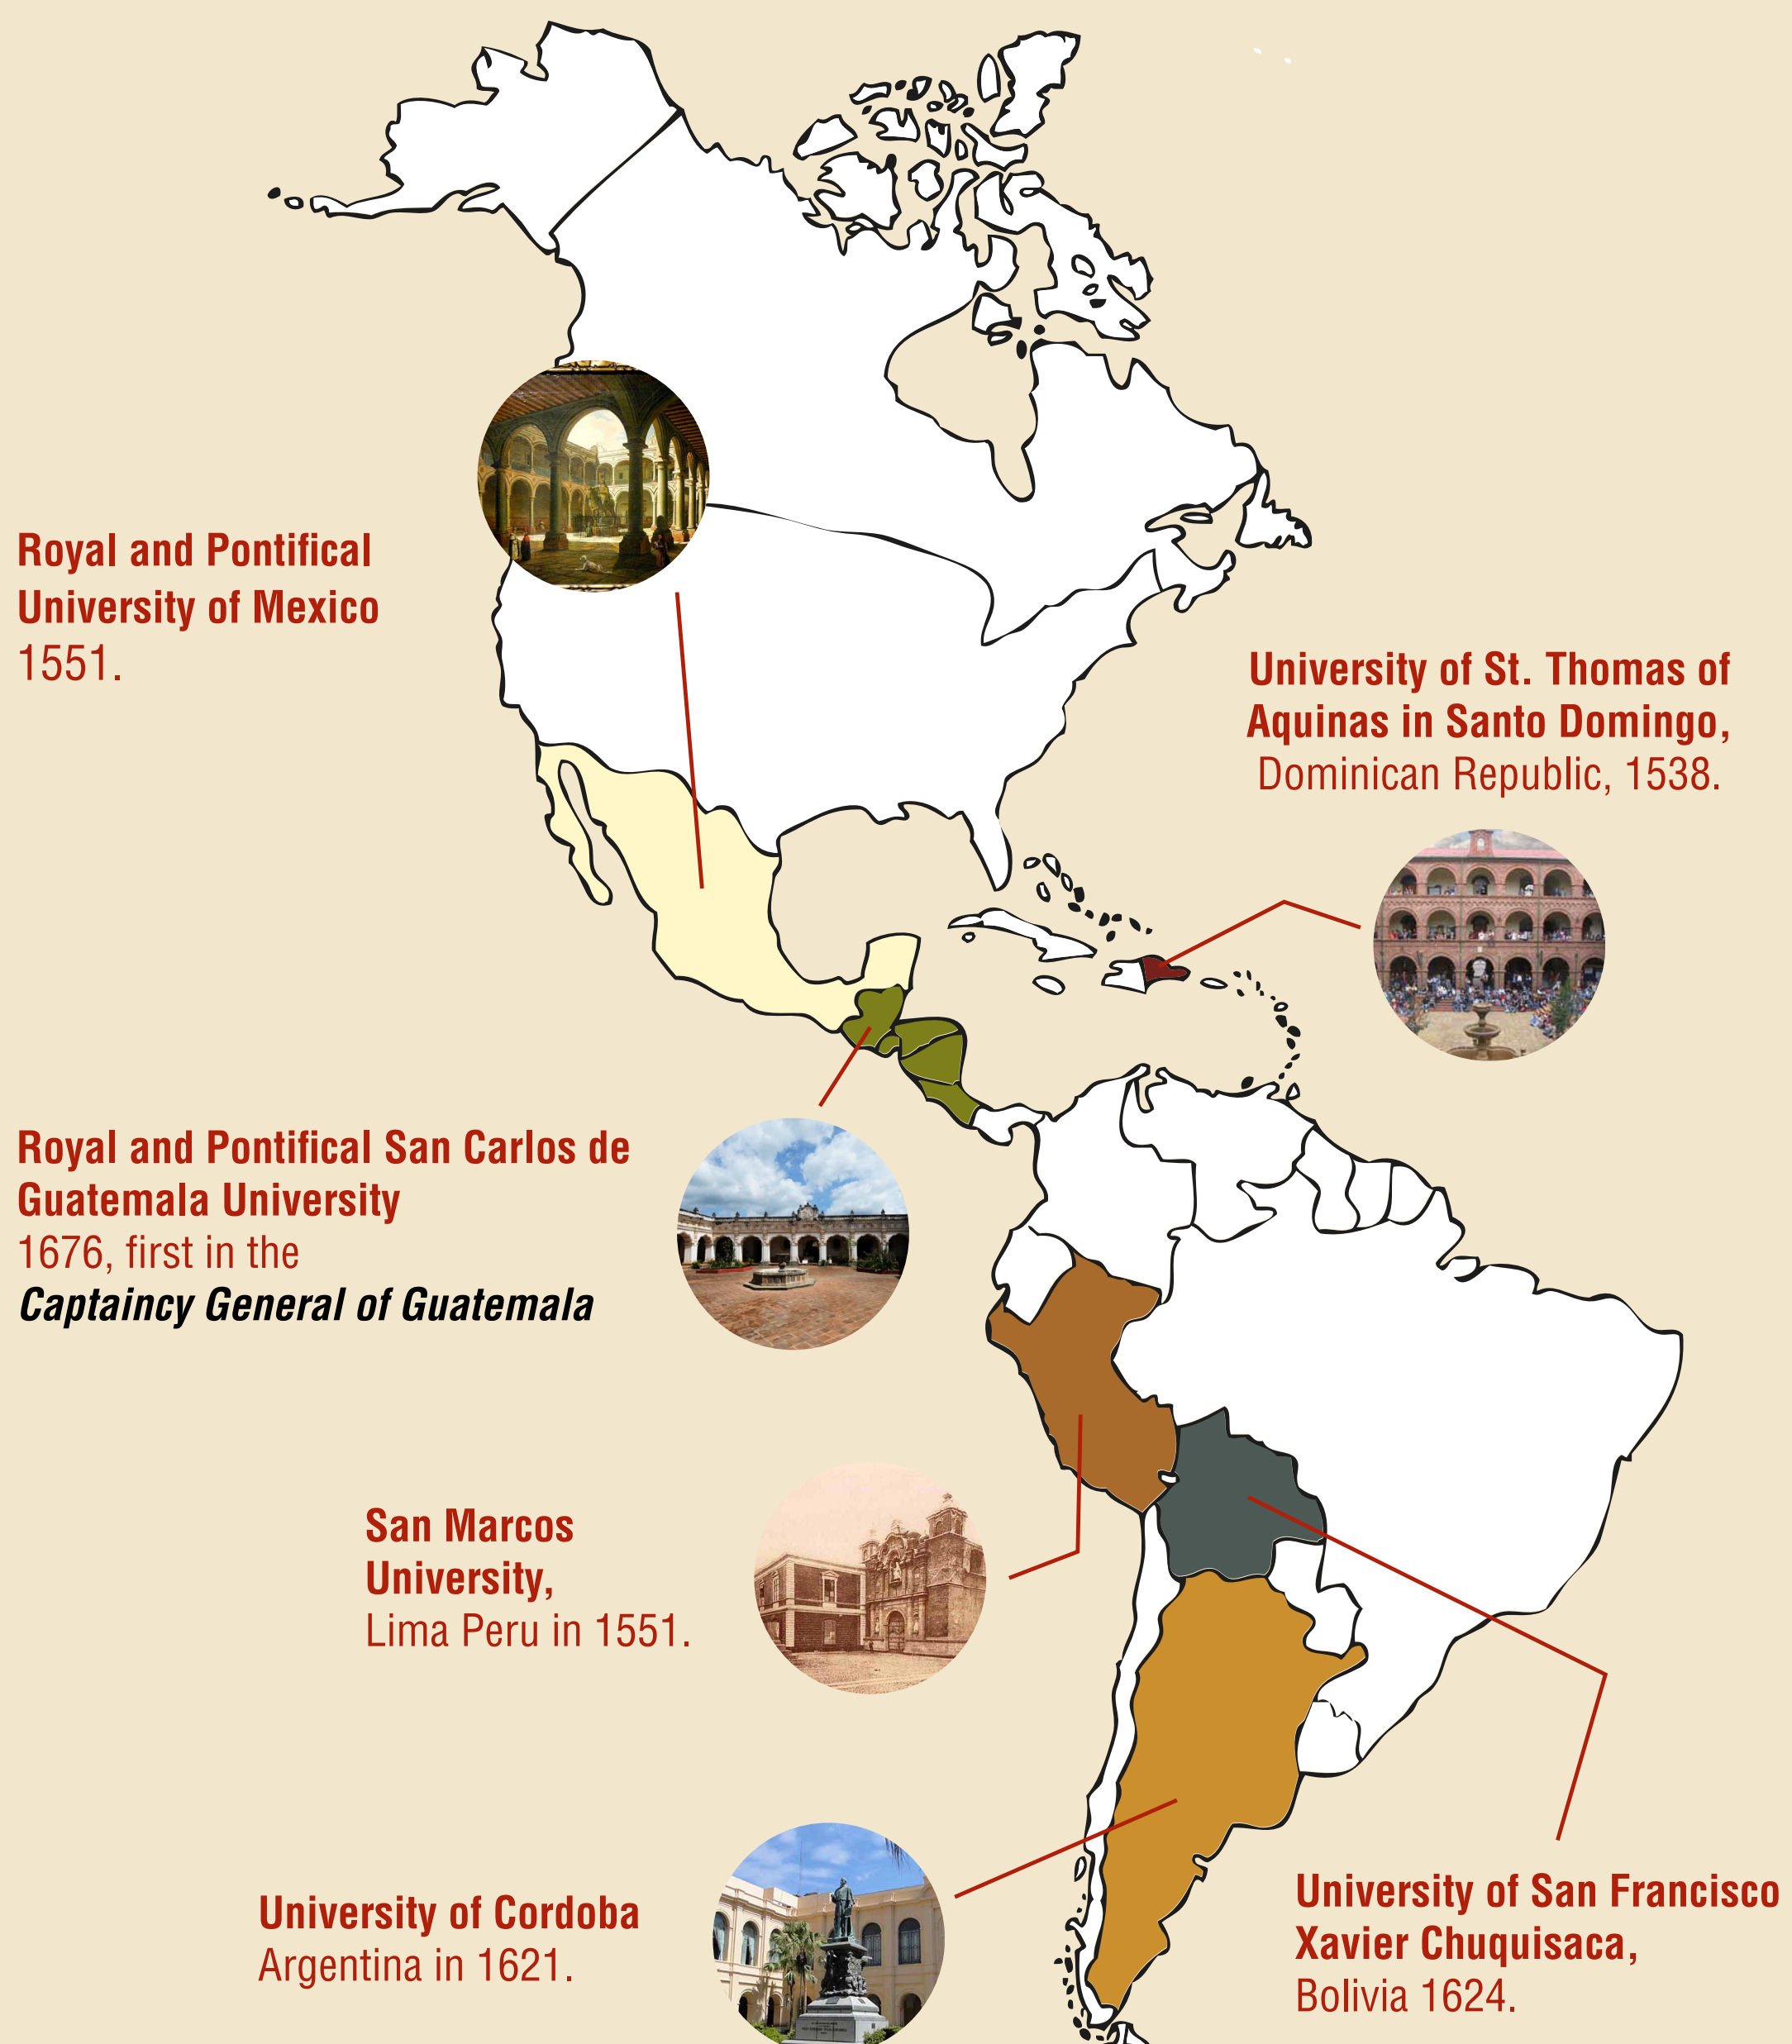 Royal and Pontifical
University of Mexico
1551.
University of St. Thomas of
Aquinas in Santo Domingo,
Dominican Republic, 1538.
Royal and Pontifical San Carlos de
Guatemala University
1676, first in the
Captaincy General of Guatemala
San Marcos
University,
Lima Peru in 1551.
University of Cordoba
Argentina in 1621.
University of San Francisco
Xavier Chuquisaca,
Bolivia 1624.